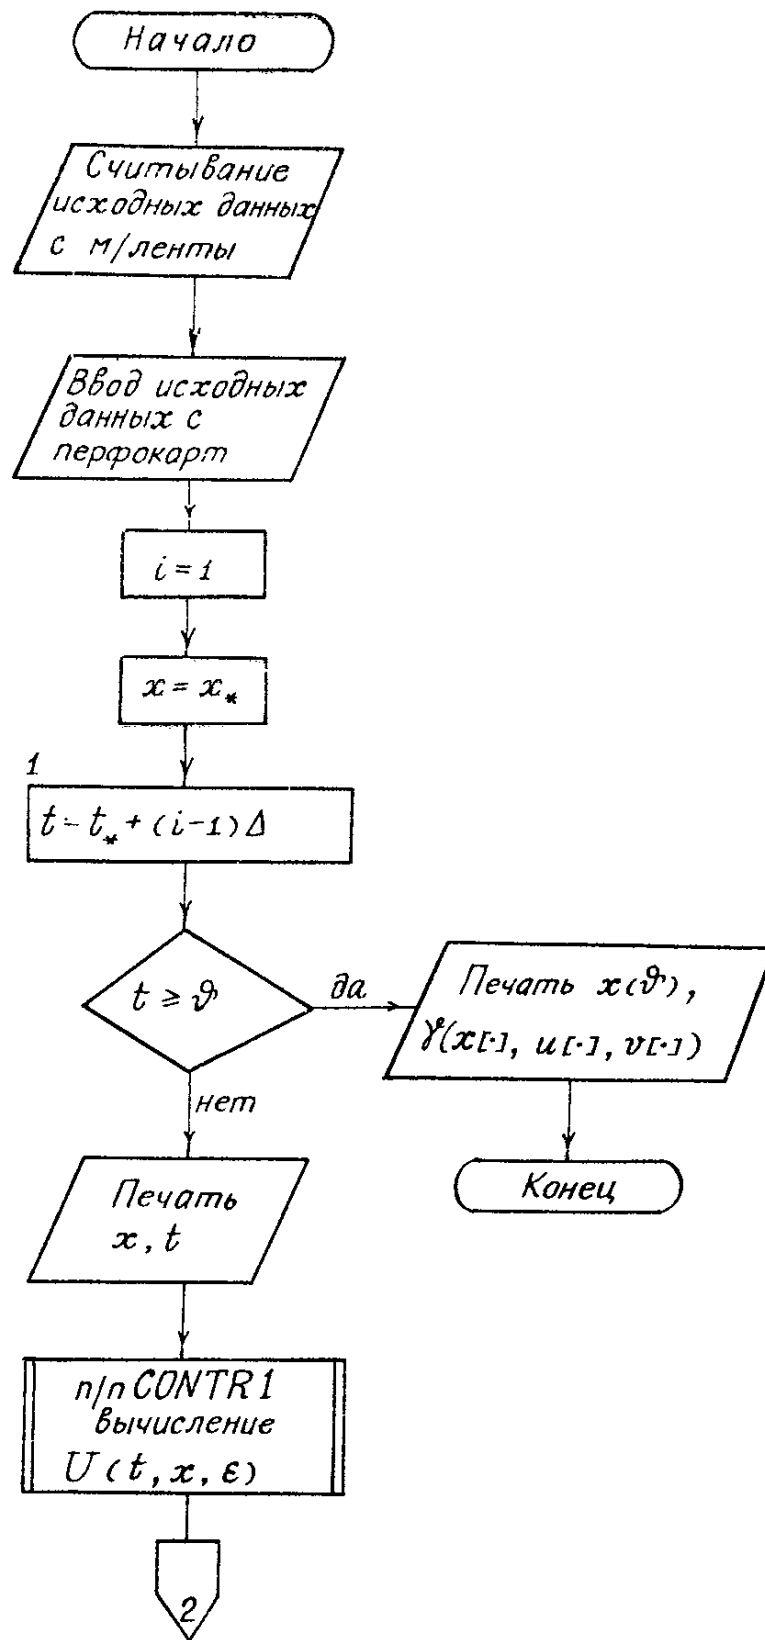 Начало
Считывание
исходных данных
с м/ленты
Ввод исходных
данных с
перфокарт
i = 1
x = x*
1
t = t* + (i-1) Δ
t ≥ ϑ
да
Печать x(ϑ),
γ(x[·], u[·], v[·])
Конец
нет
Печать
x, t
п/п CONTR1
вычисление
U(t, x, ε)
2